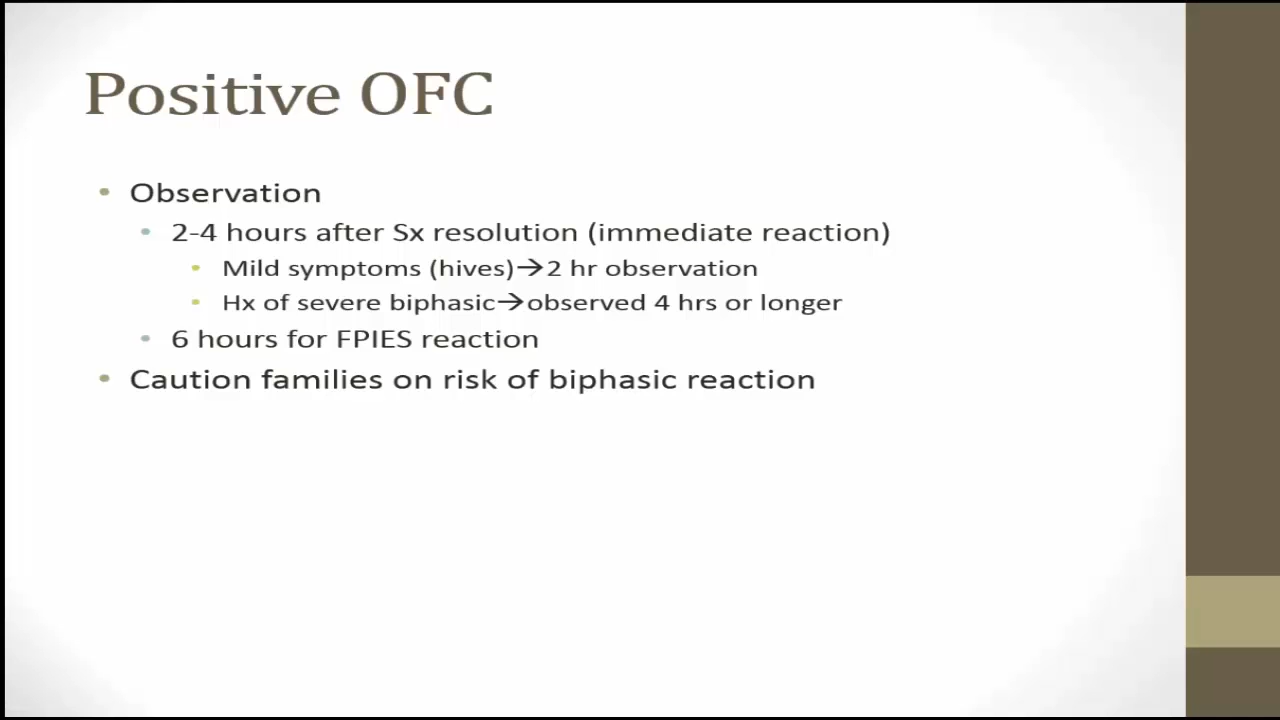 Positive OFC
• Observation
• 2-4 hours after Sx resolution (immediate reaction)
• Mild symptoms (hives)→2 hr observation
• Hx of severe biphasic→observed 4 hrs or longer
• 6 hours for FPIES reaction
• Caution families on risk of biphasic reaction